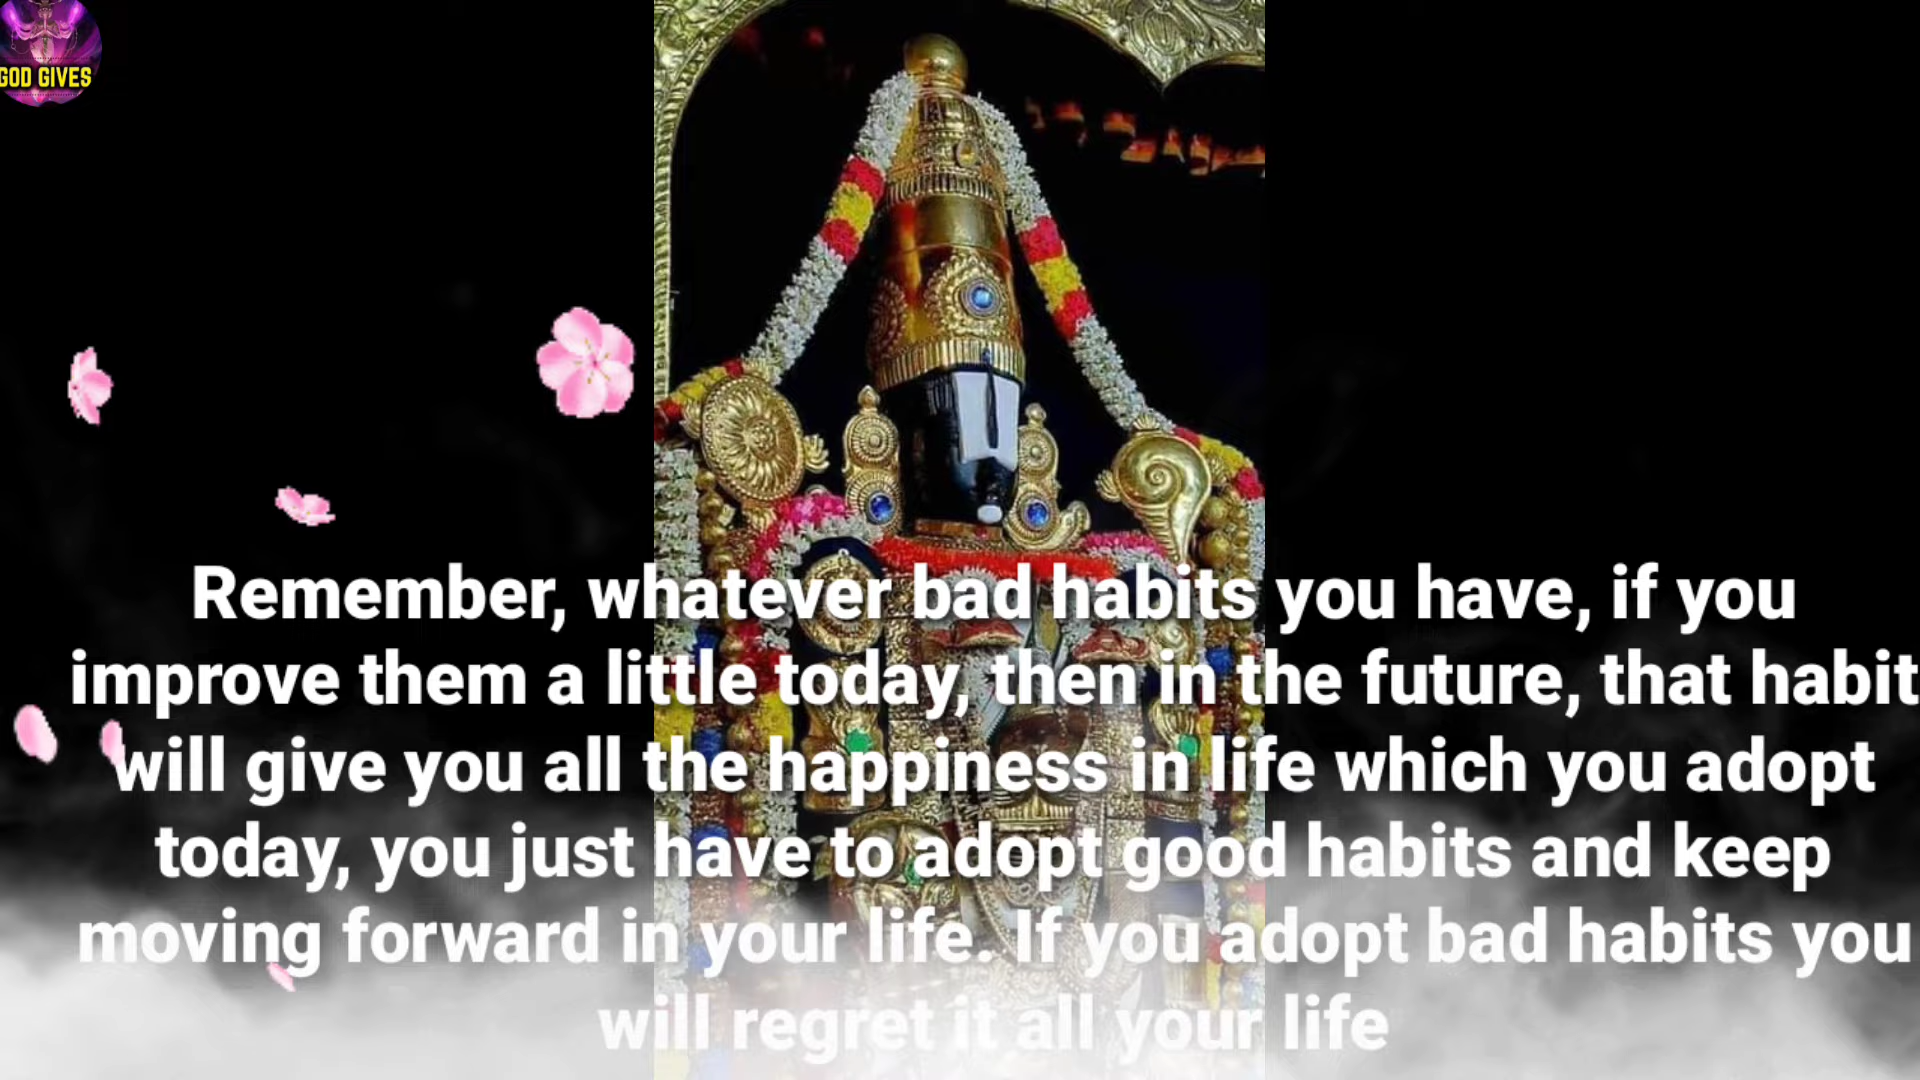 GOD GIVES
Remember, whatever bad habits you have, if you
improve them a little today, then in the future, that habit
will give you all the happiness in life which you adopt
today, you just have to adopt good habits and keep
moving forward in your life. If you adopt bad habits you
will regret it all your life